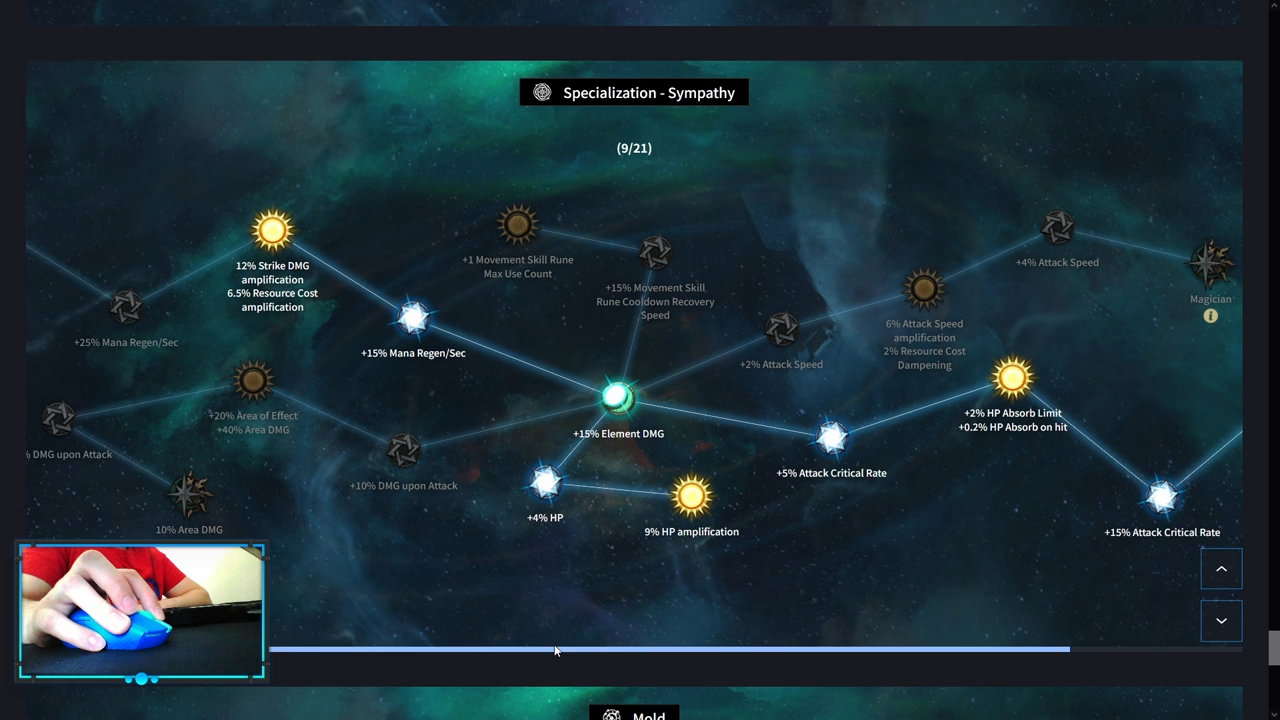 Specialization - Sympathy
(9/21)
12% Strike DMG
amplification
6.5% Resource Cost
amplification
+1 Movement Skill Rune
Max Use Count
+15% Movement Skill
Rune Cooldown Recovery
Speed
+4% Attack Speed
Magician
+25% Mana Regen/Sec
+15% Mana Regen/Sec
+2% Attack Speed
6% Attack Speed
amplification
2% Resource Cost
Dampening
+20% Area of Effect
+40% Area DMG
+15% Element DMG
+2% HP Absorb Limit
+0.2% HP Absorb on hit
% DMG upon Attack
+10% DMG upon Attack
+5% Attack Critical Rate
10% Area DMG
+4% HP
9% HP amplification
+15% Attack Critical Rate
Mold